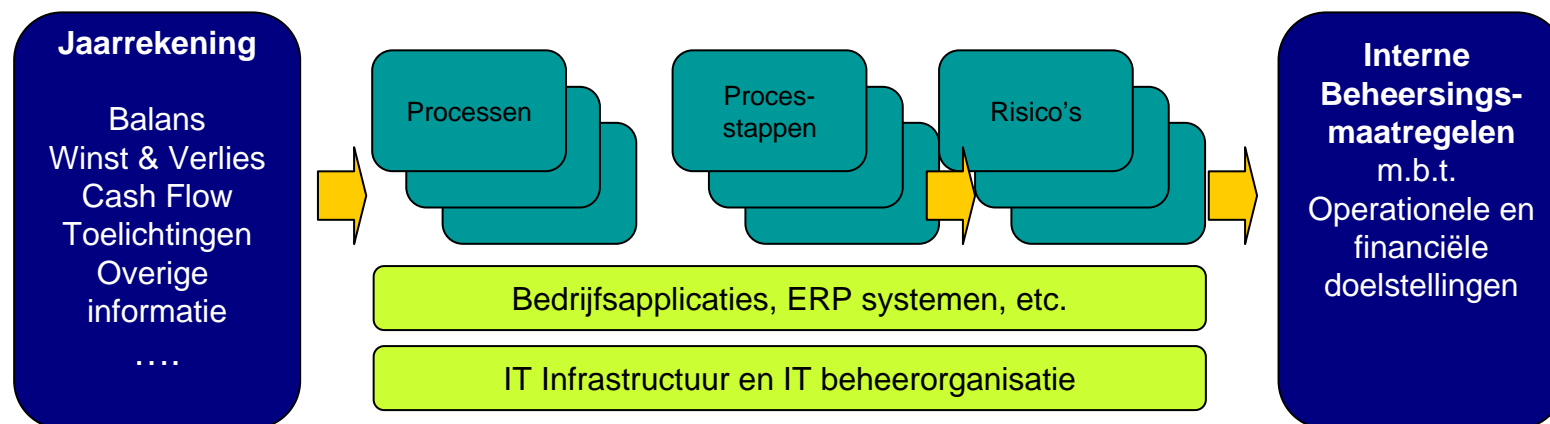 Jaarrekening
Balans
Winst & Verlies
Cash Flow
Toelichtingen
Overige
informatie
….
Processen
Proces-
stappen
Risico’s
Bedrijfsapplicaties, ERP systemen, etc.
IT Infrastructuur en IT beheerorganisatie
Interne
Beheersings-
maatregelen
m.b.t.
Operationele en
financiële
doelstellingen